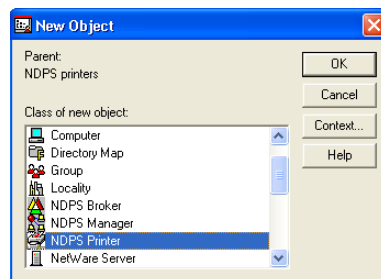 New Object
Parent:
NDPS printers
Class of new object:
Computer
Directory Map
Group
Locality
NDPS Broker
NDPS Manager
NDPS Printer
NetWare Server
OK
Cancel
Context...
Help